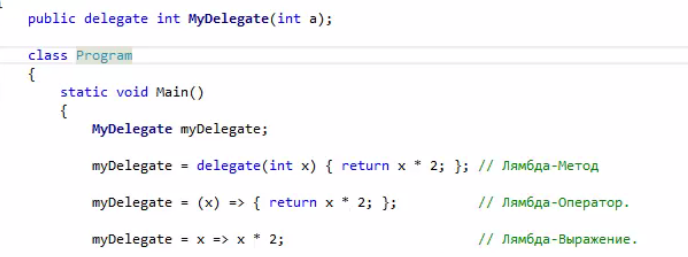 public delegate int MyDelegate(int a);
class Program
{
static void Main()
{
MyDelegate myDelegate;
myDelegate = delegate(int x) { return x * 2; }; // Лямбда-Метод
myDelegate = (x) => { return x * 2; }; // Лямбда-Оператор.
myDelegate = x => x * 2; // Лямбда-Выражение.